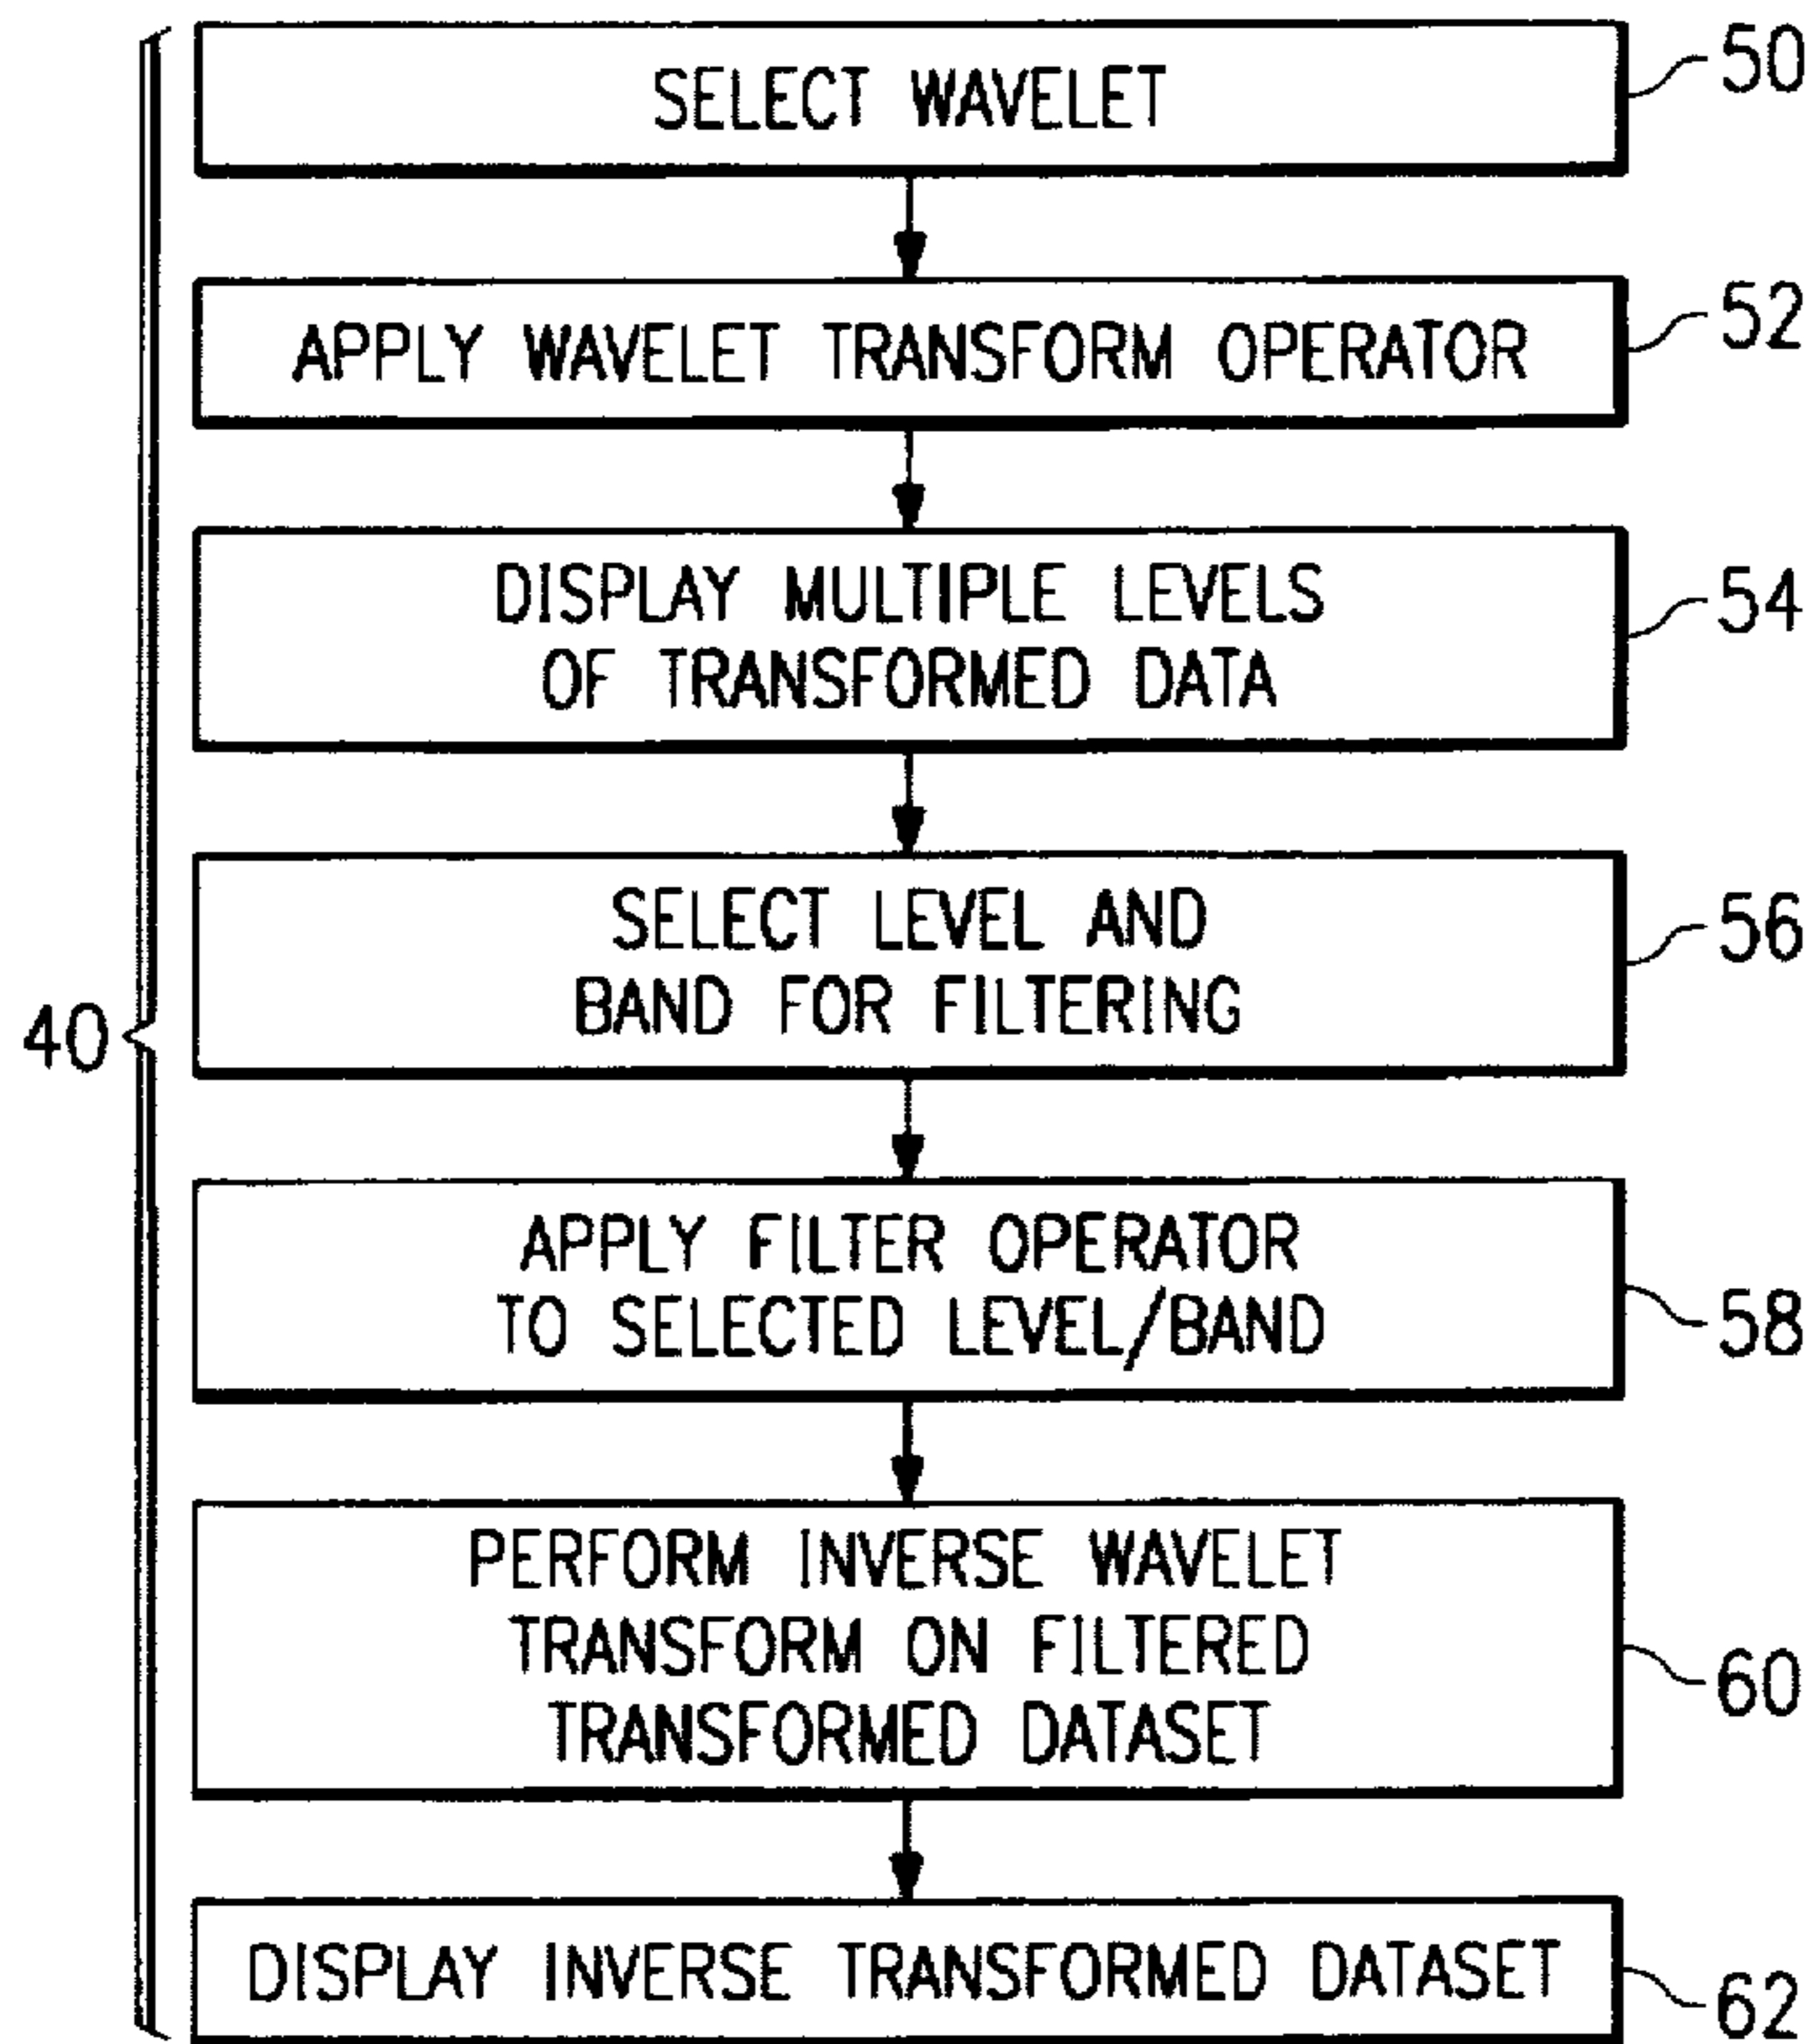 SELECT WAVELET
50
APPLY WAVELET TRANSFORM OPERATOR
52
DISPLAY MULTIPLE LEVELS
OF TRANSFORMED DATA
54
SELECT LEVEL AND
BAND FOR FILTERING
56
40
APPLY FILTER OPERATOR
TO SELECTED LEVEL/BAND
58
PERFORM INVERSE WAVELET
TRANSFORM ON FILTERED
TRANSFORMED DATASET
60
DISPLAY INVERSE TRANSFORMED DATASET
62